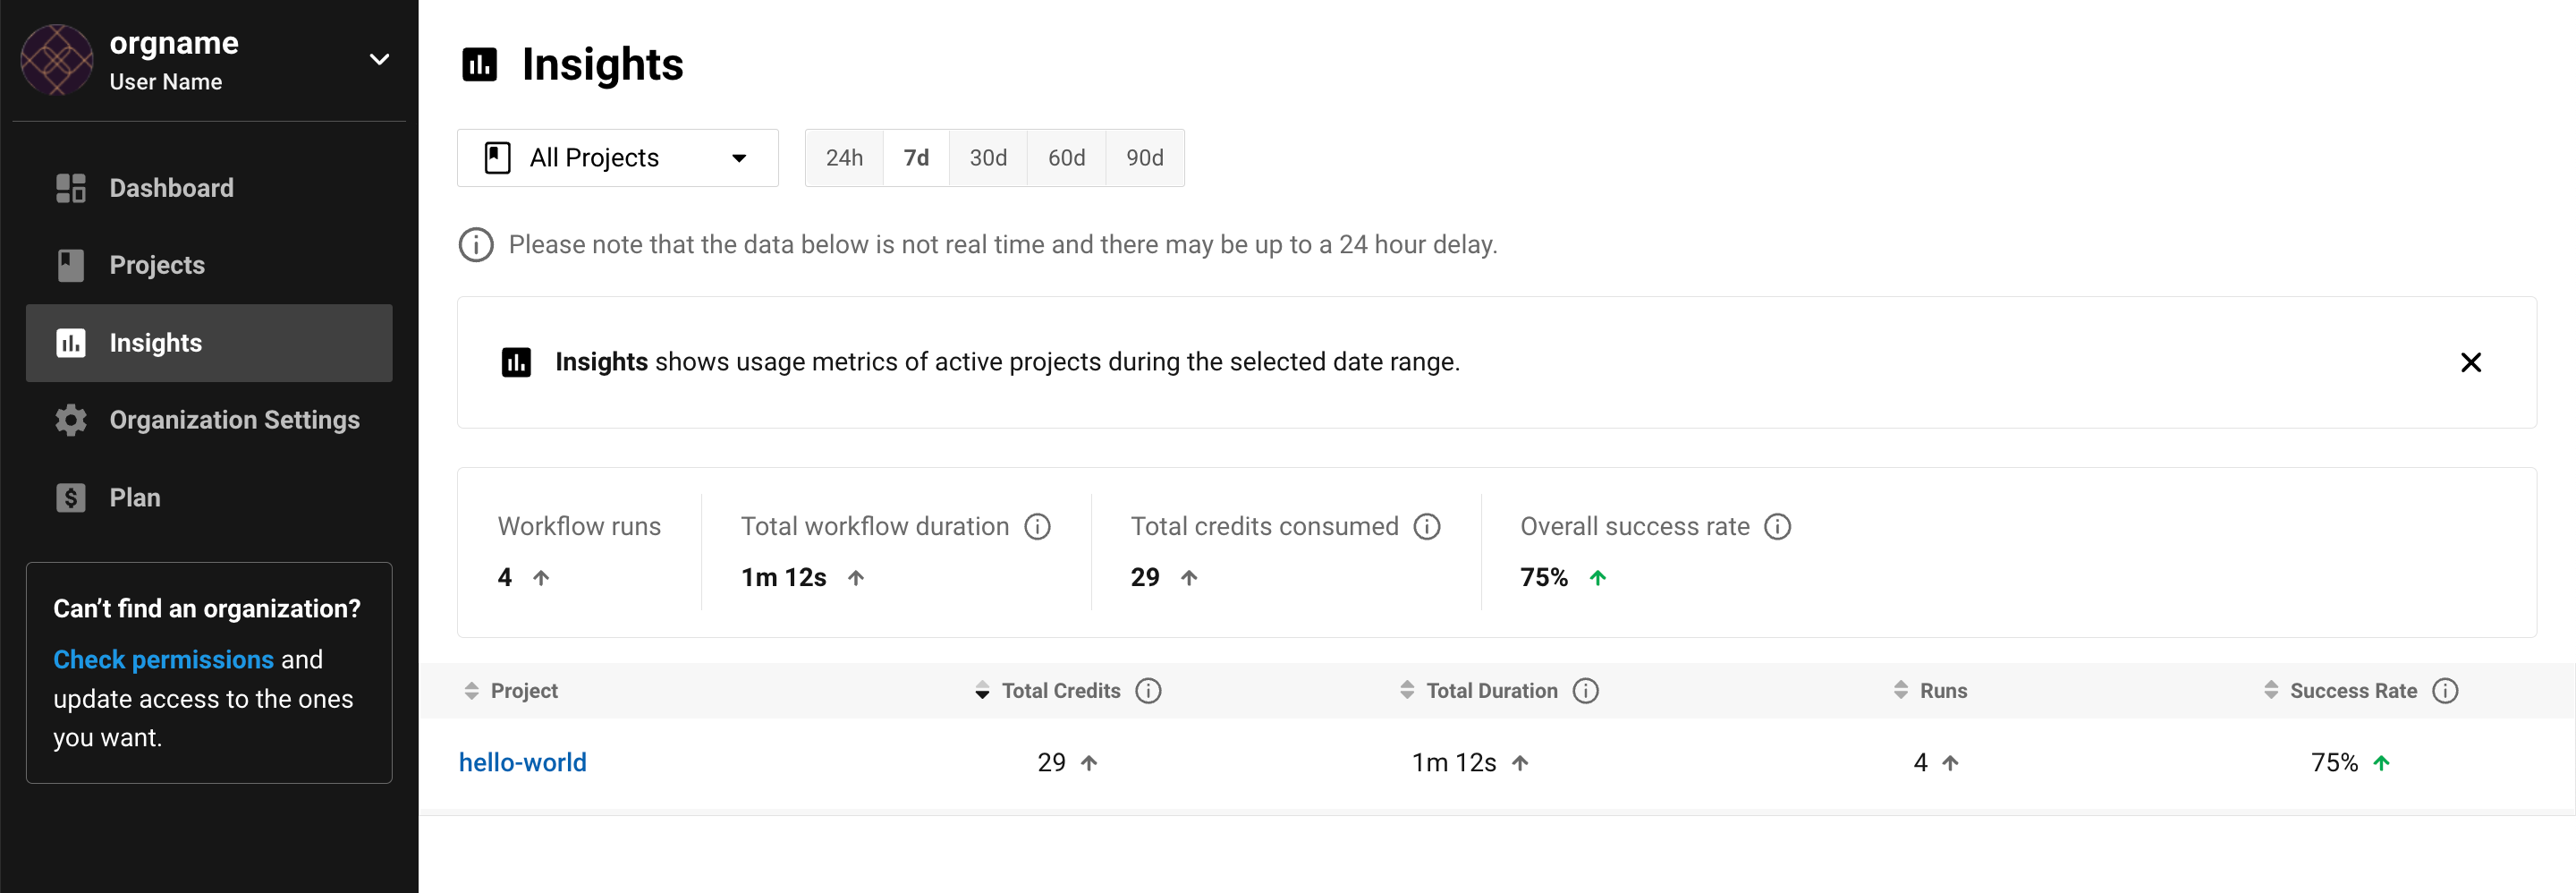 orgname
User Name
Dashboard
Projects
Insights
Organization Settings
Plan
Can’t find an organization?
Check permissions and
update access to the ones
you want.
Insights
All Projects
24h 7d 30d 60d 90d
Please note that the data below is not real time and there may be up to a 24 hour delay.
Insights shows usage metrics of active projects during the selected date range.
Workflow runs Total workflow duration Total credits consumed Overall success rate
4 1m 12s 29 75%
Project Total Credits Total Duration Runs Success Rate
hello-world 29 1m 12s 4 75%